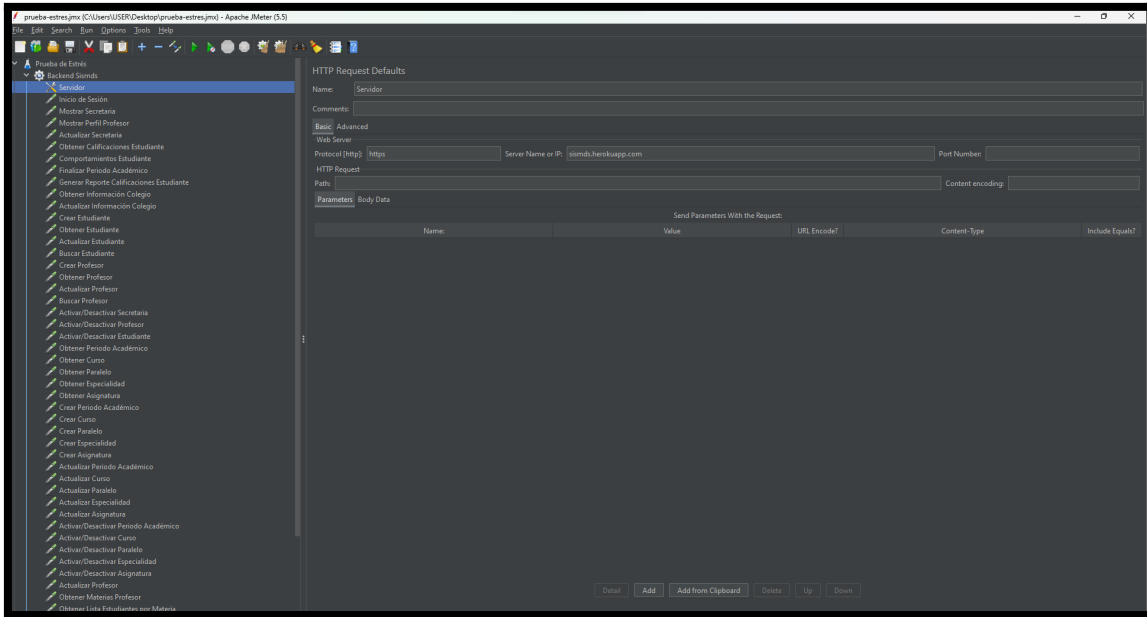 prueba-estres.jmx (C:\Users\USER\Desktop\prueba-estres.jmx) - Apache JMeter (5.5)
File Edit Search Run Options Tools Help
Prueba de Estrés
Backend Sismds
Servidor
Inicio de Sesión
Mostrar Secretaria
Mostrar Perfil Profesor
Actualizar Secretaria
Obtener Calificaciones Estudiante
Comportamientos Estudiante
Finalizar Periodo Académico
Generar Reporte Calificaciones Estudiante
Obtener Información Colegio
Actualizar Información Colegio
Crear Estudiante
Obtener Estudiante
Actualizar Estudiante
Buscar Estudiante
Crear Profesor
Obtener Profesor
Actualizar Profesor
Buscar Profesor
Activar/Desactivar Secretaria
Activar/Desactivar Profesor
Activar/Desactivar Estudiante
Obtener Periodo Académico
Obtener Curso
Obtener Paralelo
Obtener Especialidad
Obtener Asignatura
Crear Periodo Académico
Crear Curso
Crear Paralelo
Crear Especialidad
Crear Asignatura
Actualizar Periodo Académico
Actualizar Curso
Actualizar Paralelo
Actualizar Especialidad
Actualizar Asignatura
Activar/Desactivar Periodo Académico
Activar/Desactivar Curso
Activar/Desactivar Paralelo
Activar/Desactivar Especialidad
Activar/Desactivar Asignatura
Actualizar Profesor
Obtener Materias Profesor
Obtener Lista Estudiantes por Materia
HTTP Request Defaults
Name: Servidor
Comments:
Basic Advanced
Web Server
Protocol [http]: https Server Name or IP: sismds.herokuapp.com Port Number:
HTTP Request
Path: Content encoding:
Parameters Body Data
Send Parameters With the Request:
Name: Value URL Encode? Content-Type Include Equals?
Detail Add Add from Clipboard Delete Up Down